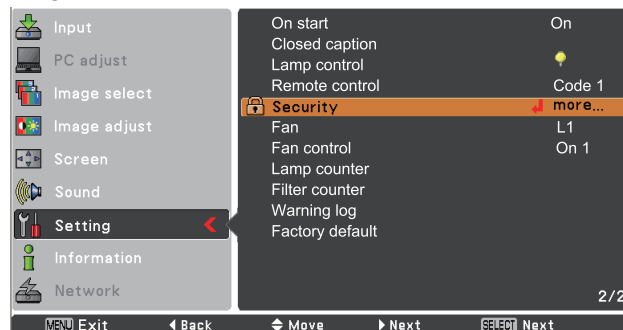 Input
PC adjust
Image select
Image adjust
Screen
Sound
Setting
Information
Network
On start On
Closed caption
Lamp control
Remote control Code 1
Security more...
Fan L1
Fan control On 1
Lamp counter
Filter counter
Warning log
Factory default
2/2
MENU Exit Back Move Next SELECT Next